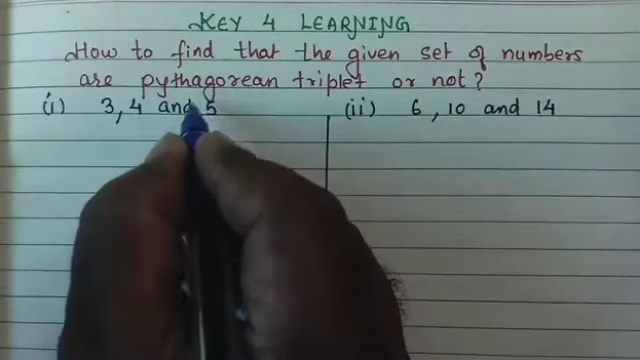 KEY 4 LEARNING
How to find that the given set of numbers
are pythagorean triplet or not?
(i) 3, 4 and 5 (ii) 6, 10 and 14